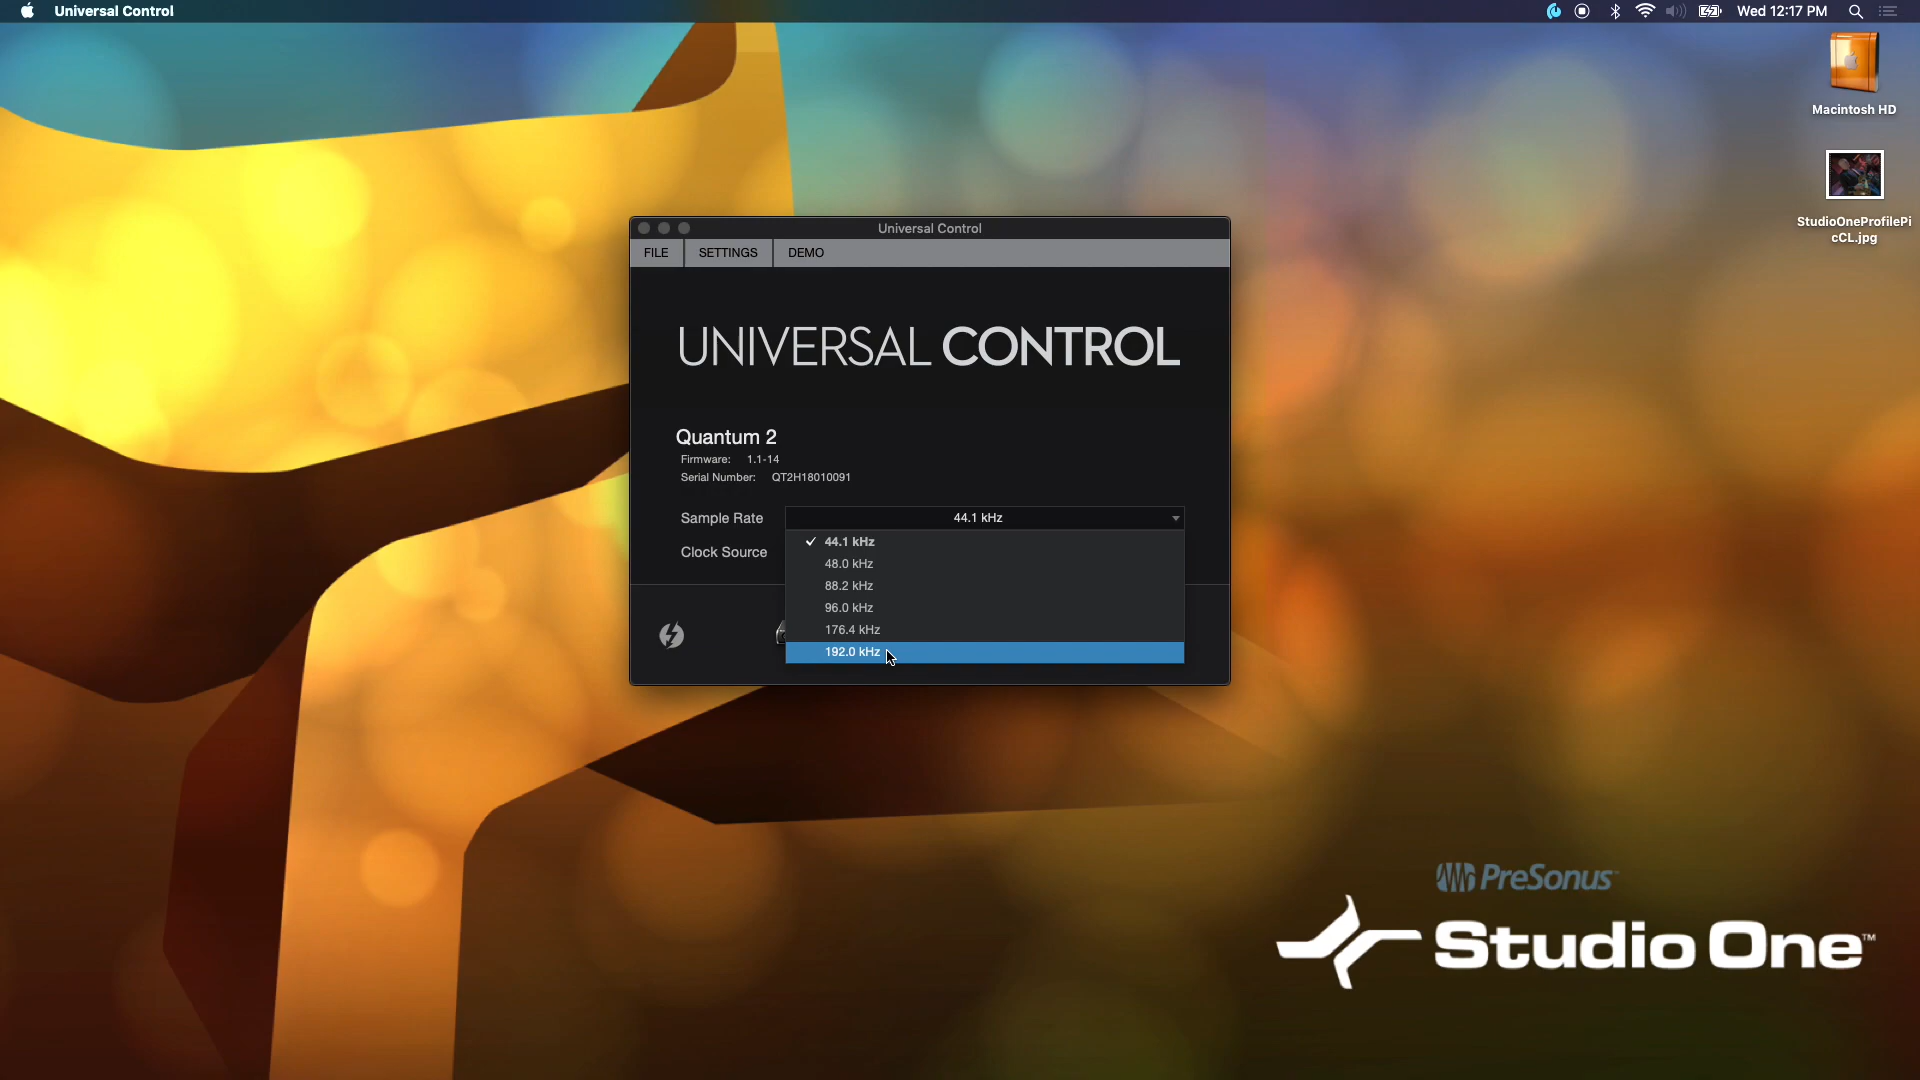 Universal Control
Wed 12:17 PM
Macintosh HD
StudioOneProfilePi
cCL.jpg
Universal Control
FILE
SETTINGS
DEMO
UNIVERSAL CONTROL
Quantum 2
Firmware: 1.1-14
Serial Number: QT2H18010091
Sample Rate 44.1 kHz
44.1 kHz
Clock Source
48.0 kHz
88.2 kHz
96.0 kHz
176.4 kHz
192.0 kHz
PreSonus™
Studio One™